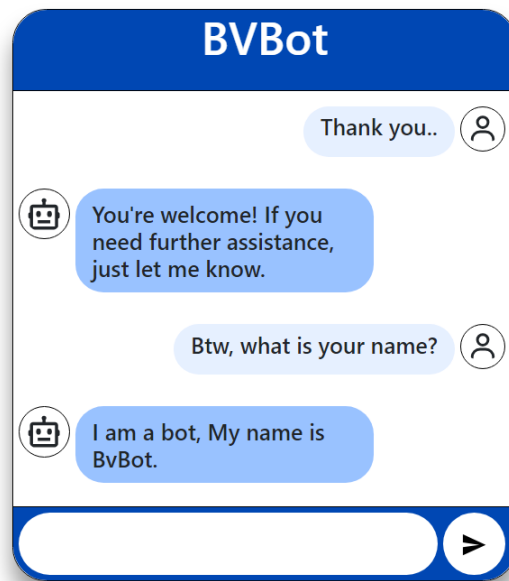 BVBot
Thank you..
You're welcome! If you
need further assistance,
just let me know.
Btw, what is your name?
I am a bot, My name is
BvBot.